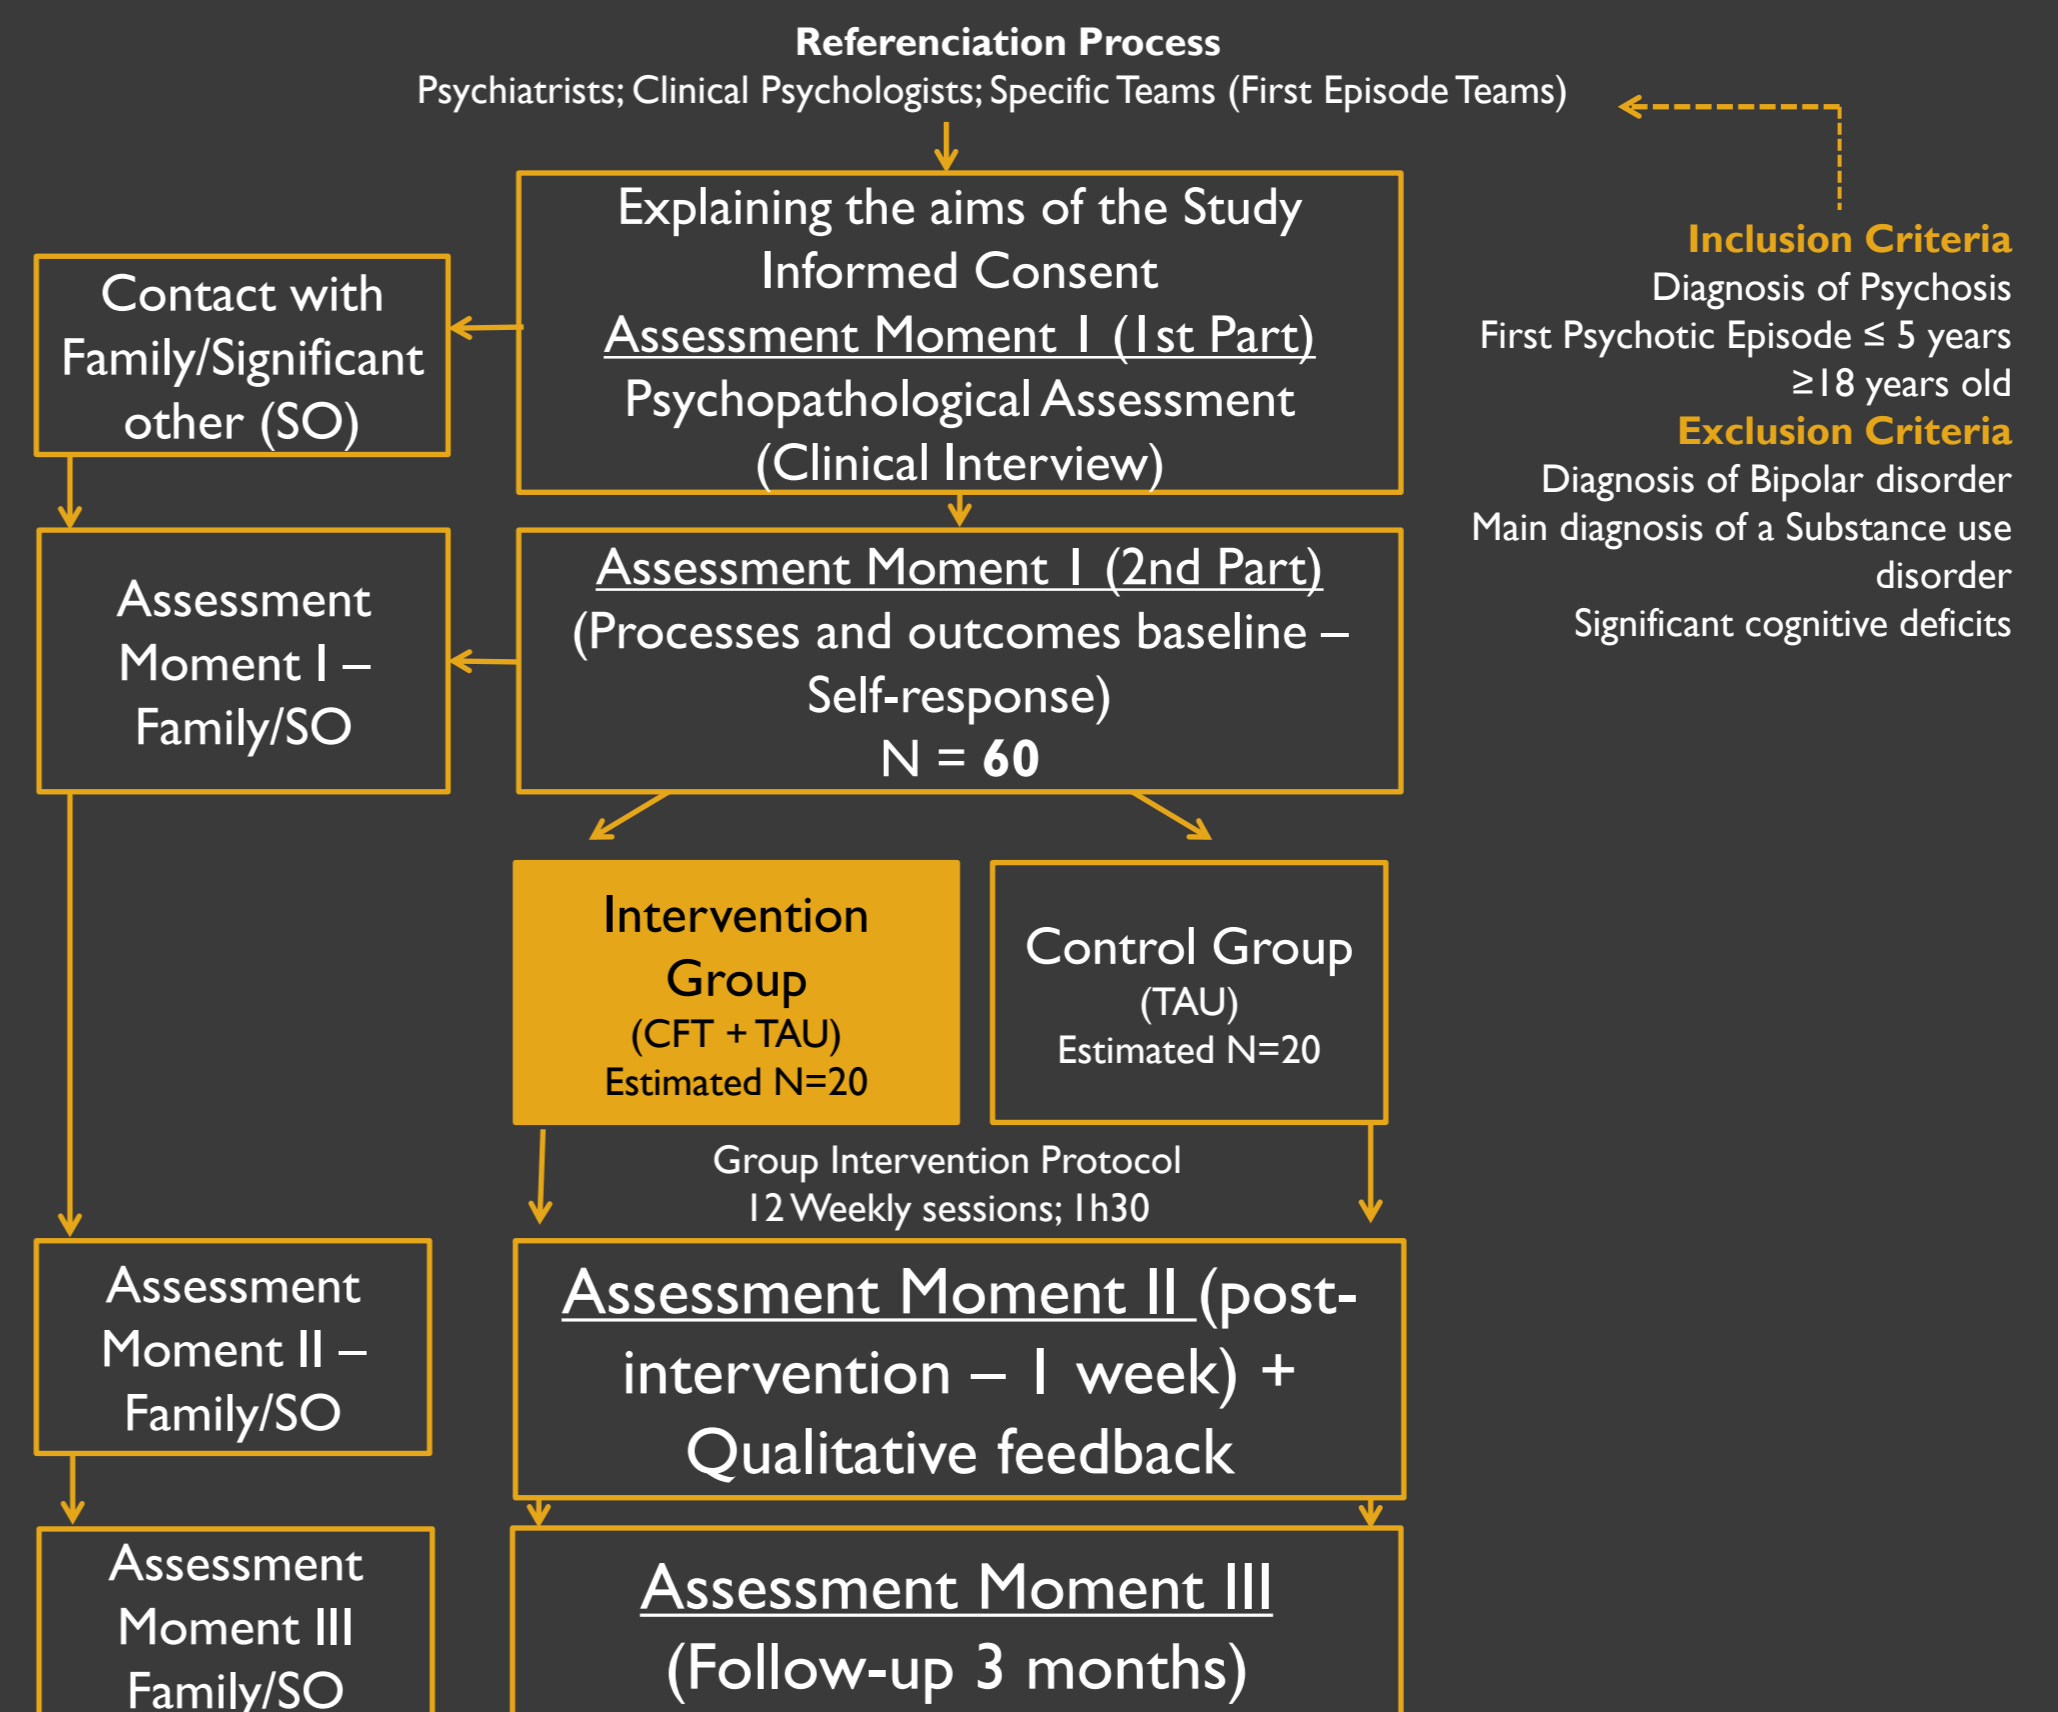 Referenciation Process
Psychiatrists; Clinical Psychologists; Specific Teams (First Episode Teams)
Explaining the aims of the Study
Informed Consent
Assessment Moment I (1st Part)
Psychopathological Assessment
(Clinical Interview)
Contact with
Family/Significant
other (SO)
Inclusion Criteria
Diagnosis of Psychosis
First Psychotic Episode ≤ 5 years
≥18 years old
Exclusion Criteria
Diagnosis of Bipolar disorder
Main diagnosis of a Substance use
disorder
Significant cognitive deficits
Assessment
Moment I –
Family/SO
Assessment Moment I (2nd Part)
(Processes and outcomes baseline –
Self-response)
N = 60
Intervention
Group
(CFT + TAU)
Estimated N=20
Control Group
(TAU)
Estimated N=20
Group Intervention Protocol
12 Weekly sessions; 1h30
Assessment
Moment II –
Family/SO
Assessment Moment II (post-
intervention – 1 week) +
Qualitative feedback
Assessment
Moment III
Family/SO
Assessment Moment III
(Follow-up 3 months)